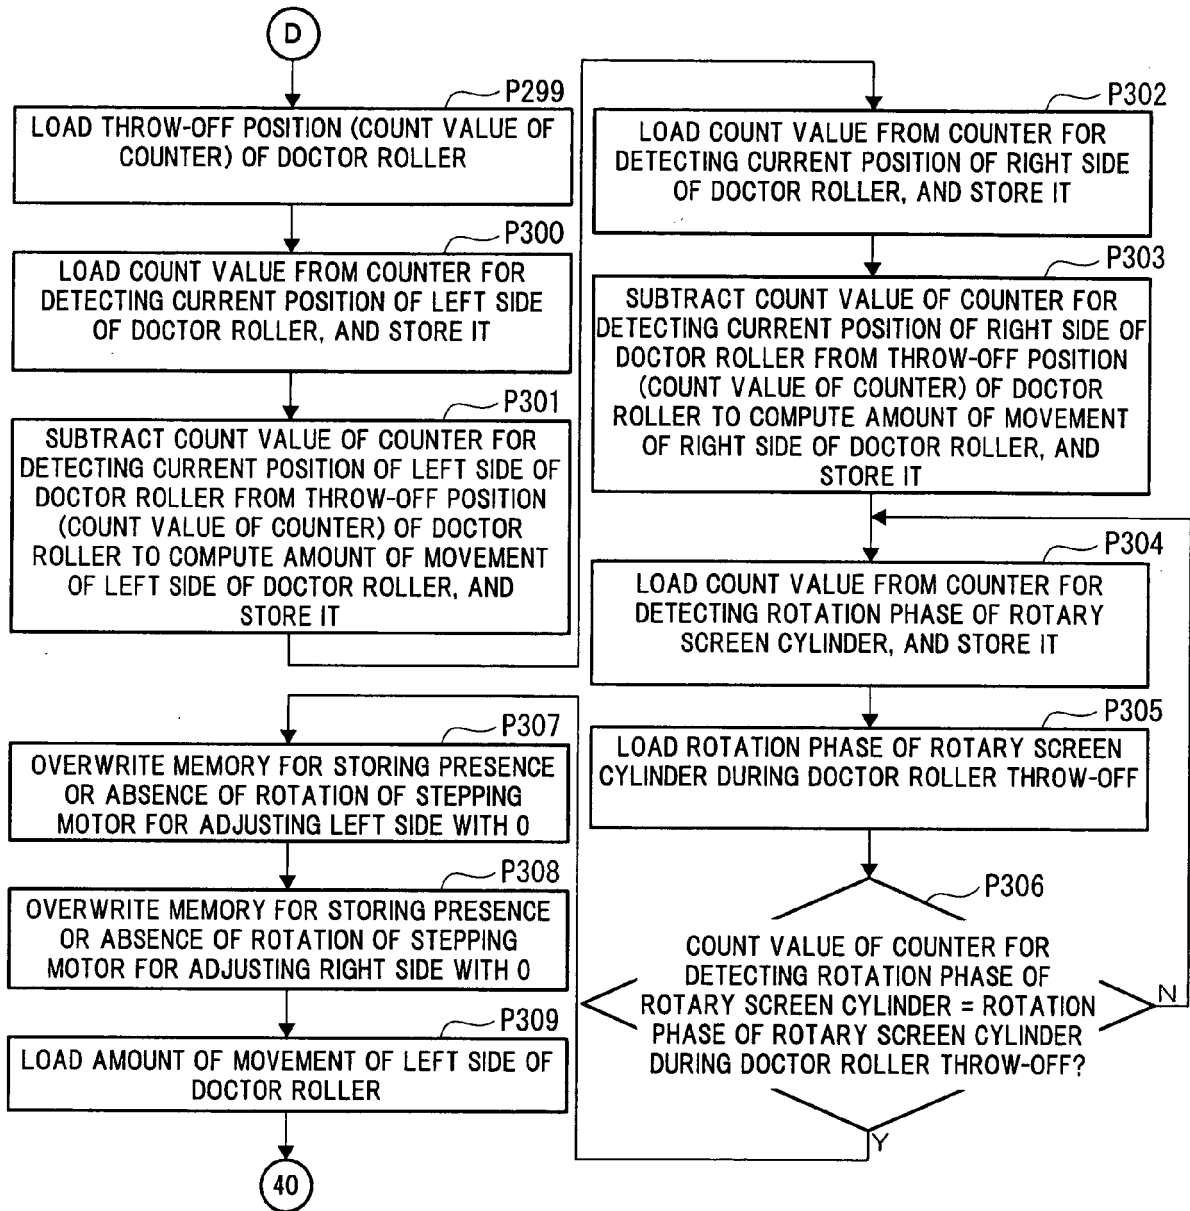 D
P299
LOAD THROW-OFF POSITION (COUNT VALUE OF
COUNTER) OF DOCTOR ROLLER
P300
LOAD COUNT VALUE FROM COUNTER FOR
DETECTING CURRENT POSITION OF LEFT SIDE
OF DOCTOR ROLLER, AND STORE IT
P301
SUBTRACT COUNT VALUE OF COUNTER FOR
DETECTING CURRENT POSITION OF LEFT SIDE OF
DOCTOR ROLLER FROM THROW-OFF POSITION
(COUNT VALUE OF COUNTER) OF DOCTOR
ROLLER TO COMPUTE AMOUNT OF MOVEMENT
OF LEFT SIDE OF DOCTOR ROLLER, AND
STORE IT
P302
LOAD COUNT VALUE FROM COUNTER FOR
DETECTING CURRENT POSITION OF RIGHT SIDE
OF DOCTOR ROLLER, AND STORE IT
P303
SUBTRACT COUNT VALUE OF COUNTER FOR
DETECTING CURRENT POSITION OF RIGHT SIDE OF
DOCTOR ROLLER FROM THROW-OFF POSITION
(COUNT VALUE OF COUNTER) OF DOCTOR
ROLLER TO COMPUTE AMOUNT OF MOVEMENT
OF RIGHT SIDE OF DOCTOR ROLLER, AND
STORE IT
P304
LOAD COUNT VALUE FROM COUNTER FOR
DETECTING ROTATION PHASE OF ROTARY
SCREEN CYLINDER, AND STORE IT
P305
LOAD ROTATION PHASE OF ROTARY SCREEN
CYLINDER DURING DOCTOR ROLLER THROW-OFF
P306
COUNT VALUE OF COUNTER FOR
DETECTING ROTATION PHASE OF
ROTARY SCREEN CYLINDER = ROTATION
PHASE OF ROTARY SCREEN CYLINDER
DURING DOCTOR ROLLER THROW-OFF?
N
Y
P307
OVERWRITE MEMORY FOR STORING PRESENCE
OR ABSENCE OF ROTATION OF STEPPING
MOTOR FOR ADJUSTING LEFT SIDE WITH 0
P308
OVERWRITE MEMORY FOR STORING PRESENCE
OR ABSENCE OF ROTATION OF STEPPING
MOTOR FOR ADJUSTING RIGHT SIDE WITH 0
P309
LOAD AMOUNT OF MOVEMENT OF LEFT SIDE OF
DOCTOR ROLLER
40